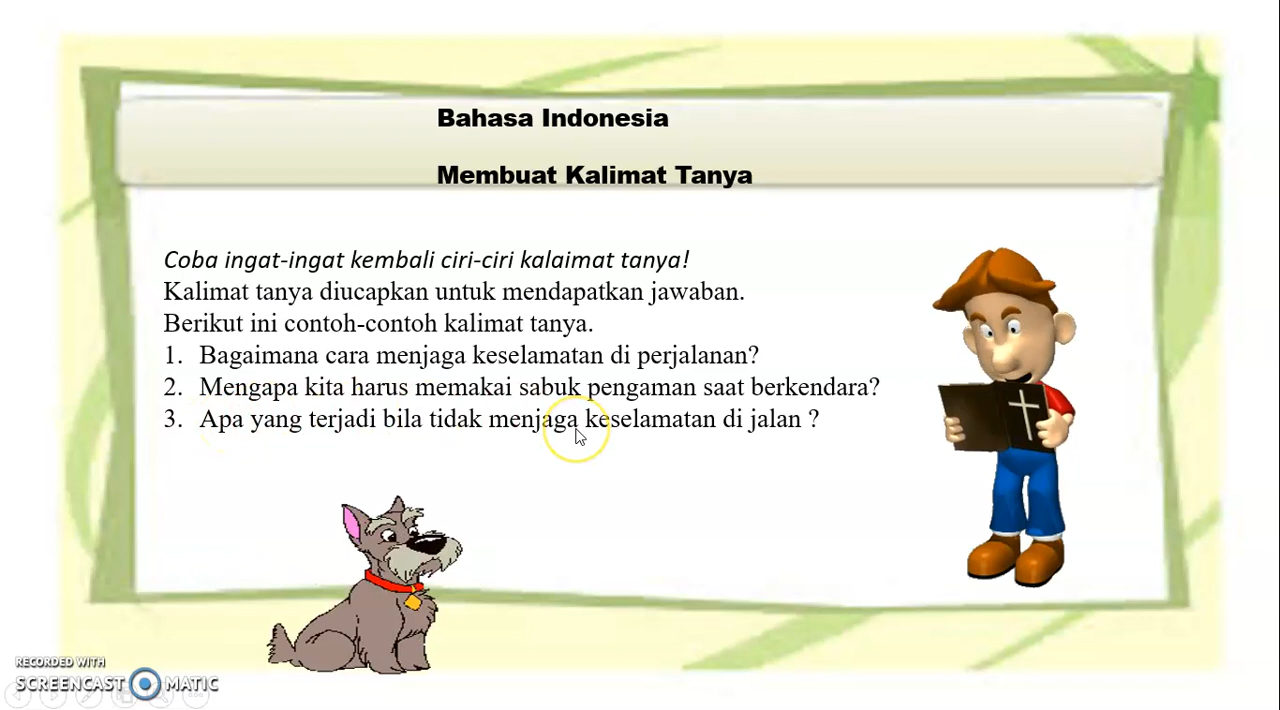 Bahasa Indonesia
Membuat Kalimat Tanya
Coba ingat-ingat kembali ciri-ciri kalaimat tanya!
Kalimat tanya diucapkan untuk mendapatkan jawaban.
Berikut ini contoh-contoh kalimat tanya.
1. Bagaimana cara menjaga keselamatan di perjalanan?
2. Mengapa kita harus memakai sabuk pengaman saat berkendara?
3. Apa yang terjadi bila tidak menjaga keselamatan di jalan ?
RECORDED WITH
SCREENCAST MATIC